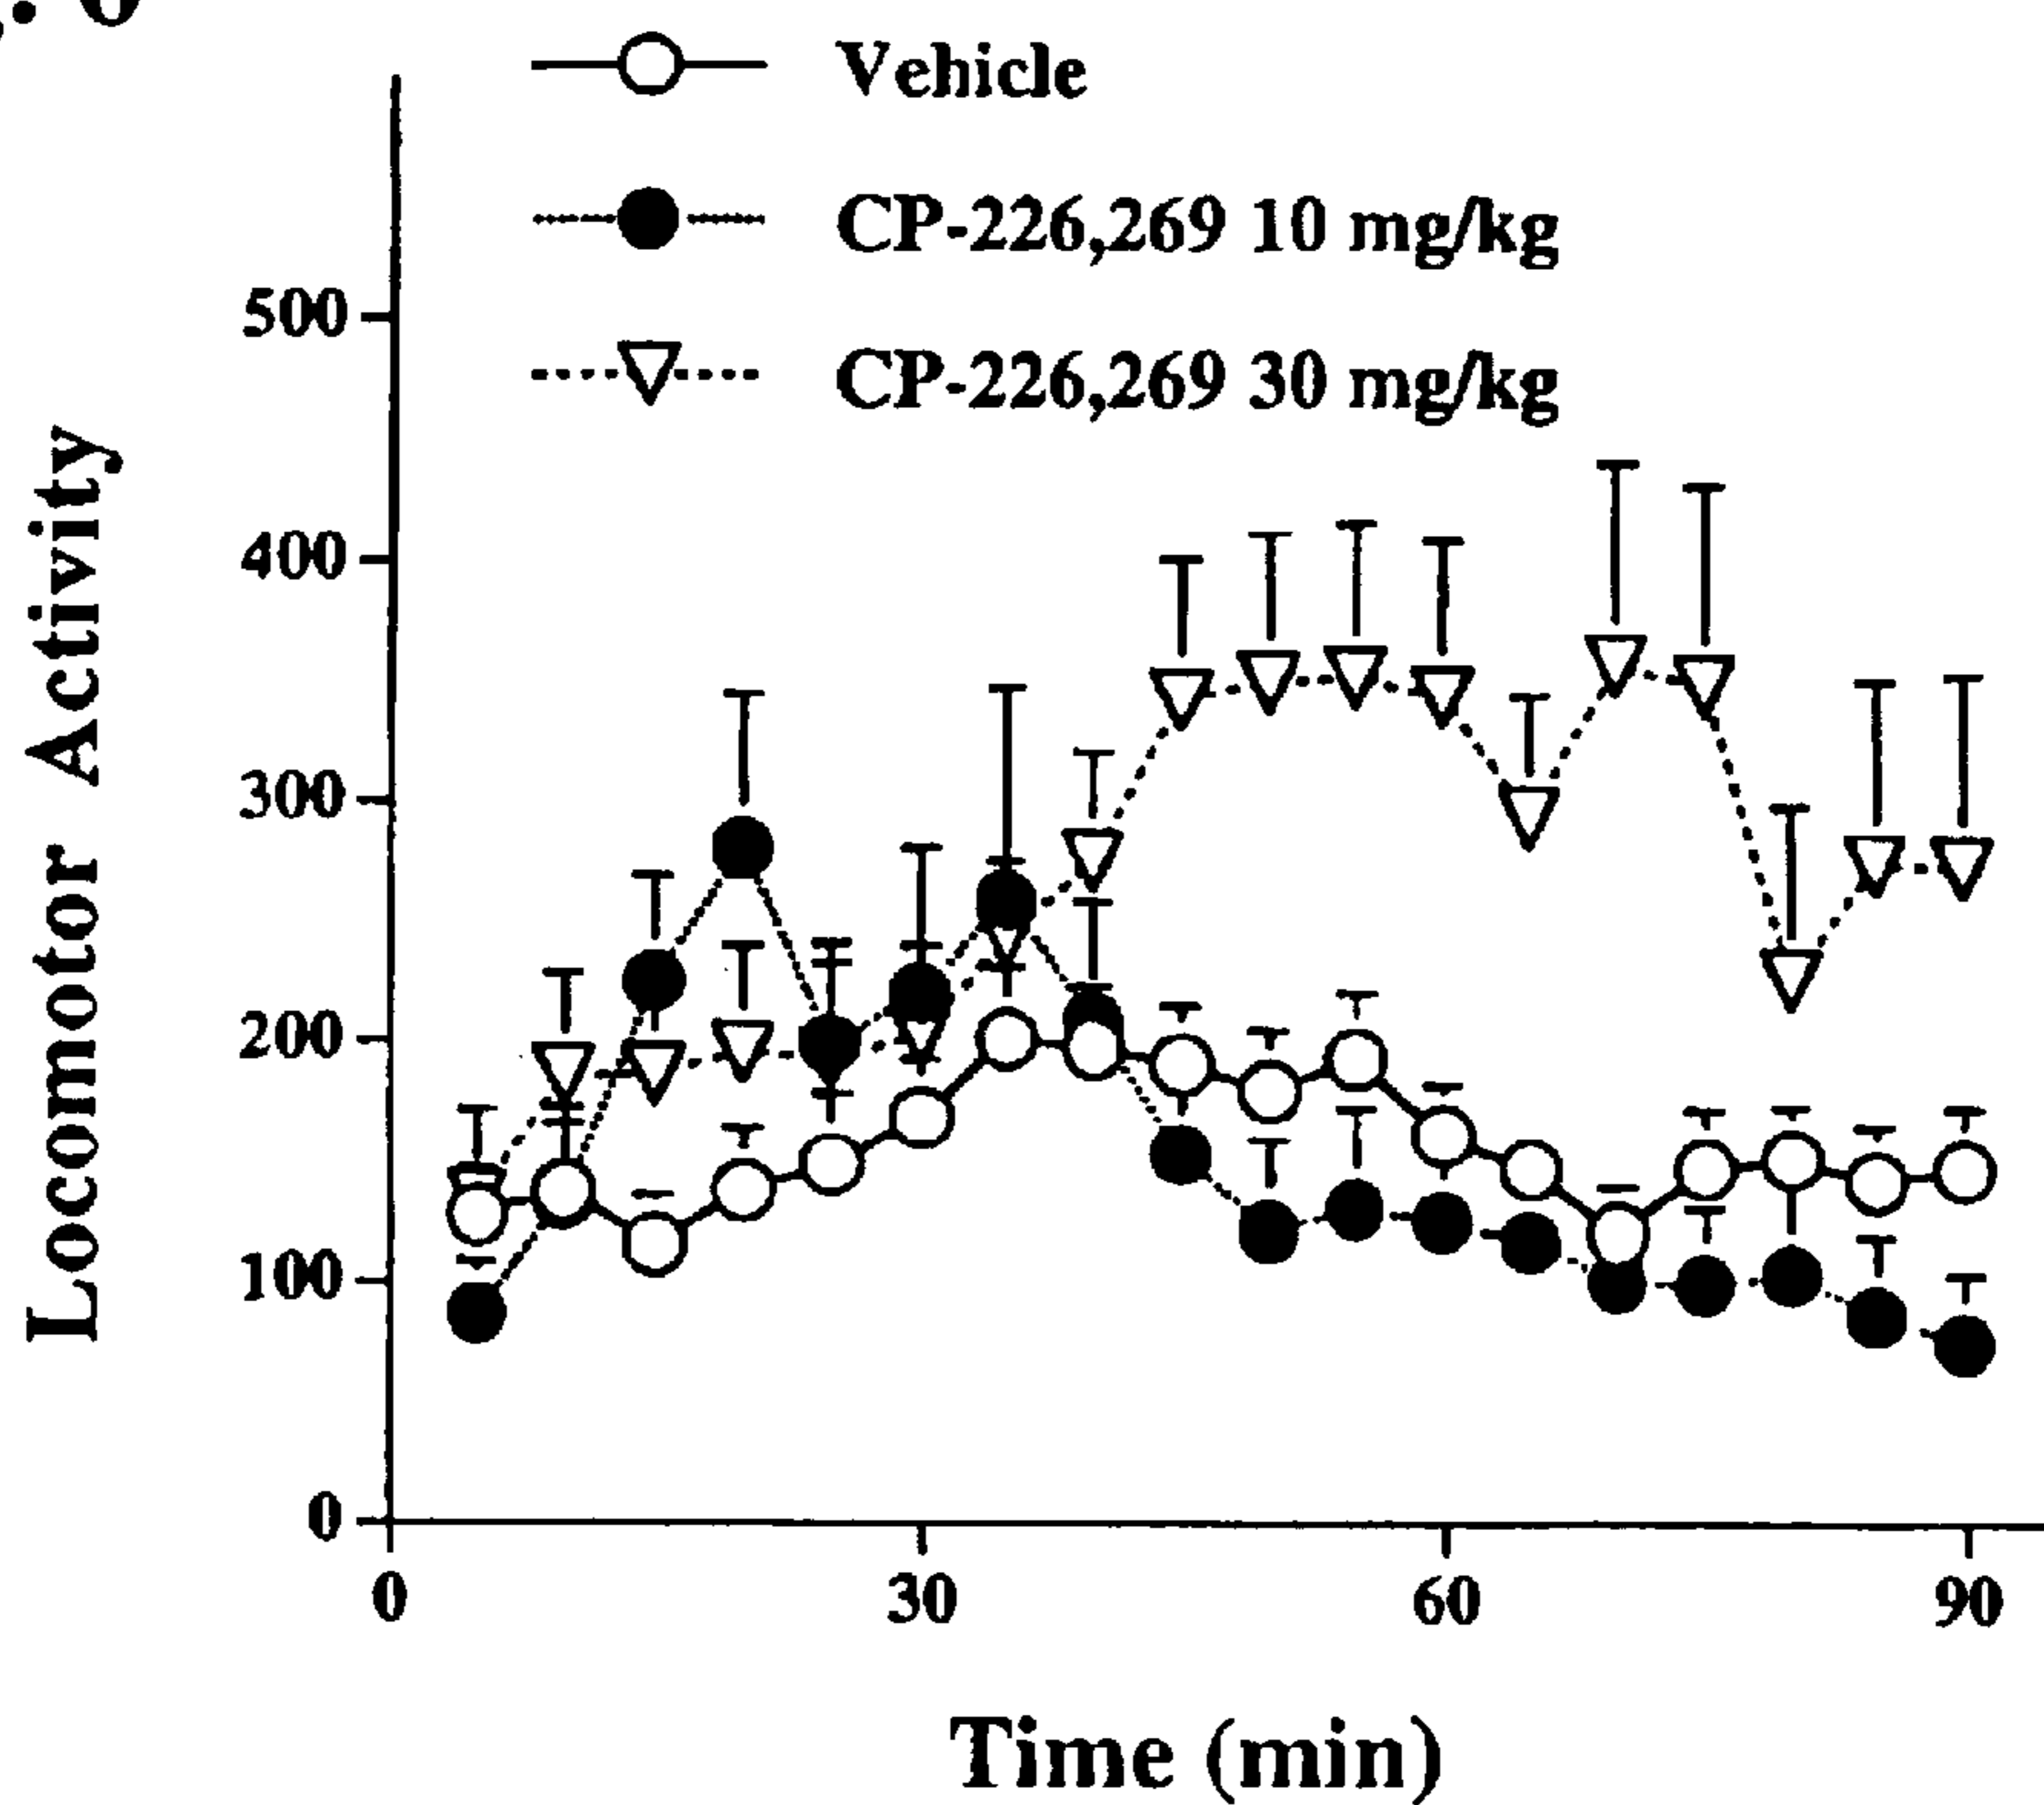 Vehicle
CP-226,269 10 mg/kg
CP-226,269 30 mg/kg
Locomotor Activity
500
400
300
200
100
0
0 30 60 90
Time (min)